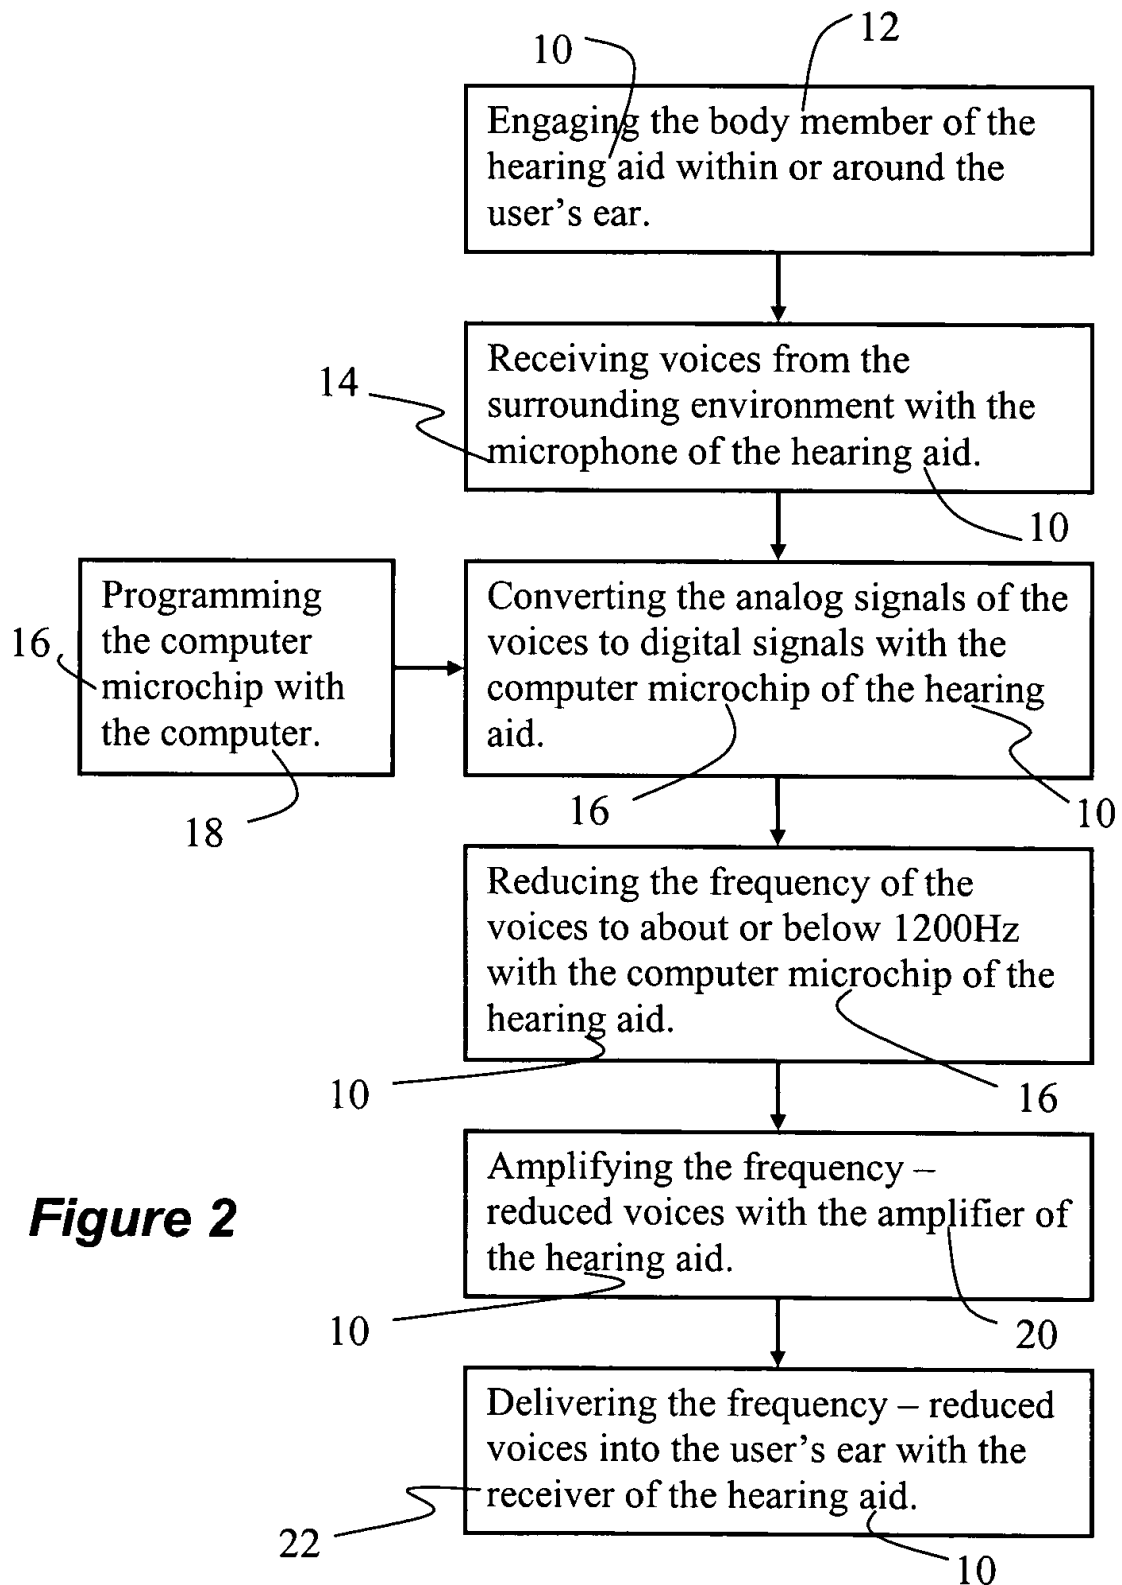 12
10
Engaging the body member of the
hearing aid within or around the
user's ear.
14
Receiving voices from the
surrounding environment with the
microphone of the hearing aid.
10
Programming
the computer
microchip with
the computer.
16
18
Converting the analog signals of the
voices to digital signals with the
computer microchip of the hearing
aid.
16
10
Reducing the frequency of the
voices to about or below 1200Hz
with the computer microchip of the
hearing aid.
10
16
Amplifying the frequency –
reduced voices with the amplifier of
the hearing aid.
Figure 2
10
20
Delivering the frequency – reduced
voices into the user's ear with the
receiver of the hearing aid.
22
10